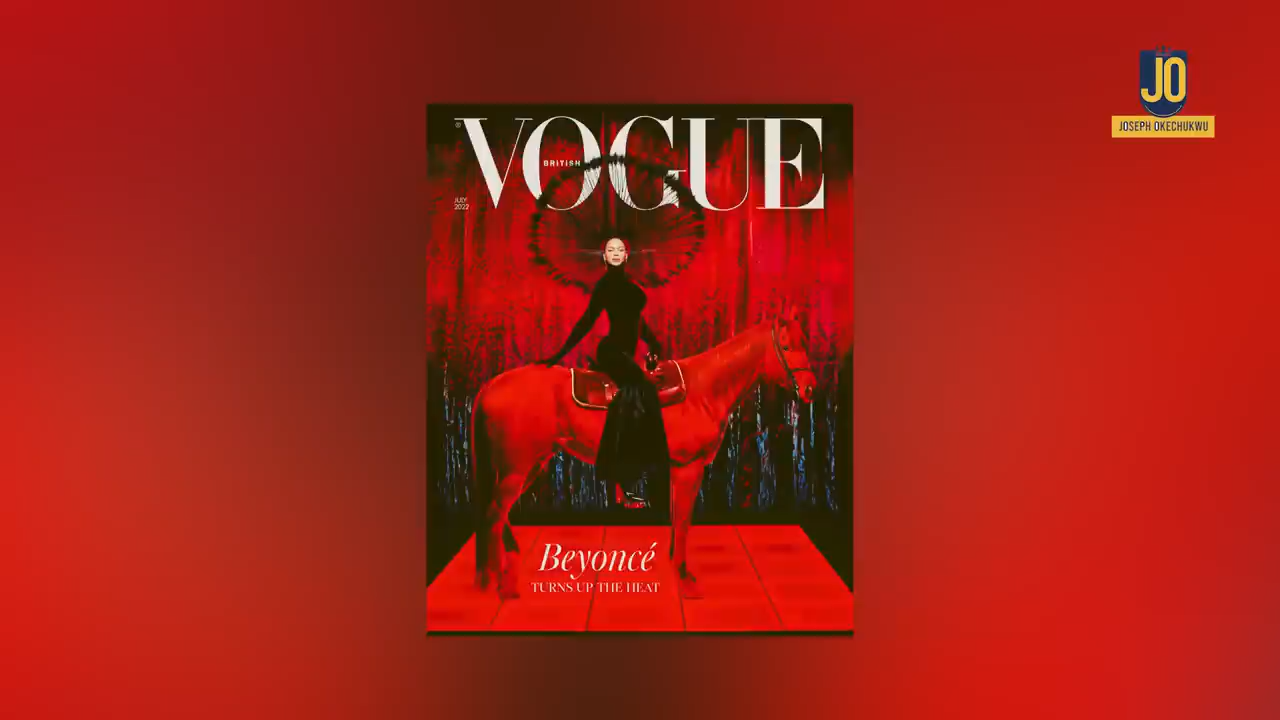 VOGUE
BRITISH
JULY
2022
Beyoncé
TURNS UP THE HEAT
JO
JOSEPH OKECHUKWU